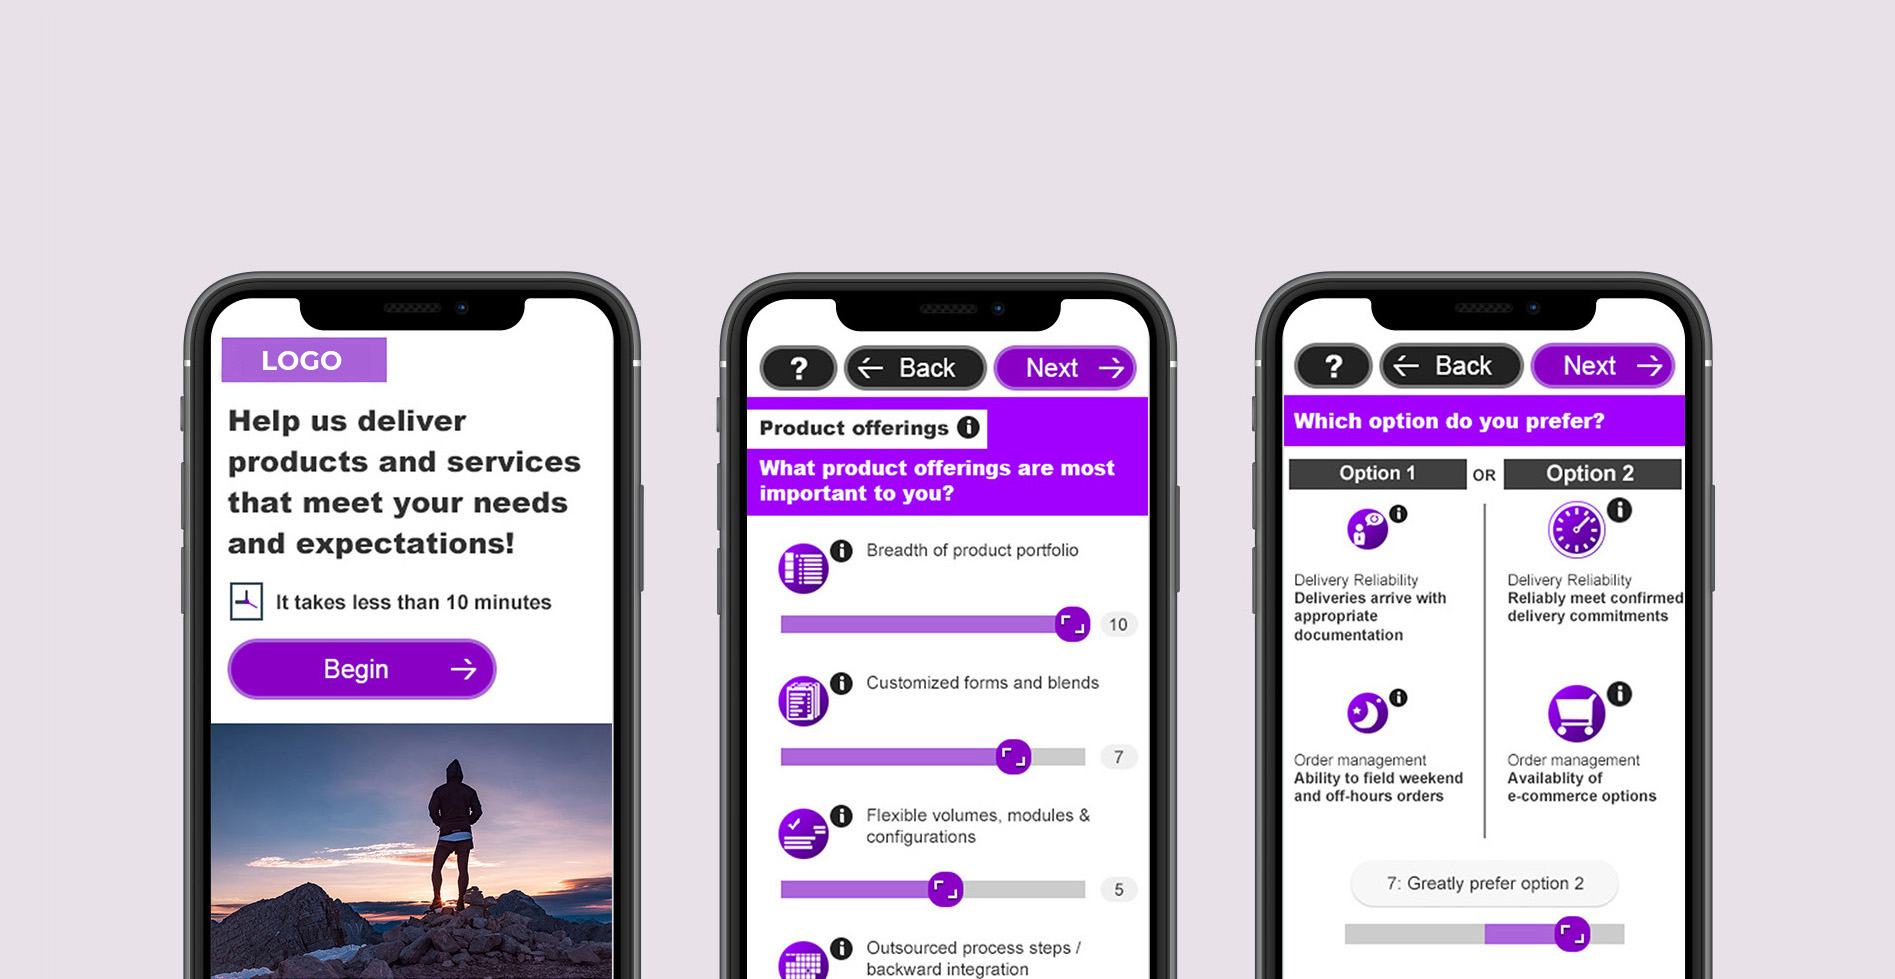 LOGO
Help us deliver
products and services
that meet your needs
and expectations!
It takes less than 10 minutes
Begin
?
Back
Next
Product offerings
What product offerings are most
important to you?
Breadth of product portfolio
10
Customized forms and blends
7
Flexible volumes, modules &
configurations
5
Outsourced process steps /
backward integration
?
Back
Next
Which option do you prefer?
Option 1
OR
Option 2
Delivery Reliability
Deliveries arrive with
appropriate
documentation
Delivery Reliability
Reliably meet confirmed
delivery commitments
Order management
Ability to field weekend
and off-hours orders
Order management
Availablity of
e-commerce options
7: Greatly prefer option 2